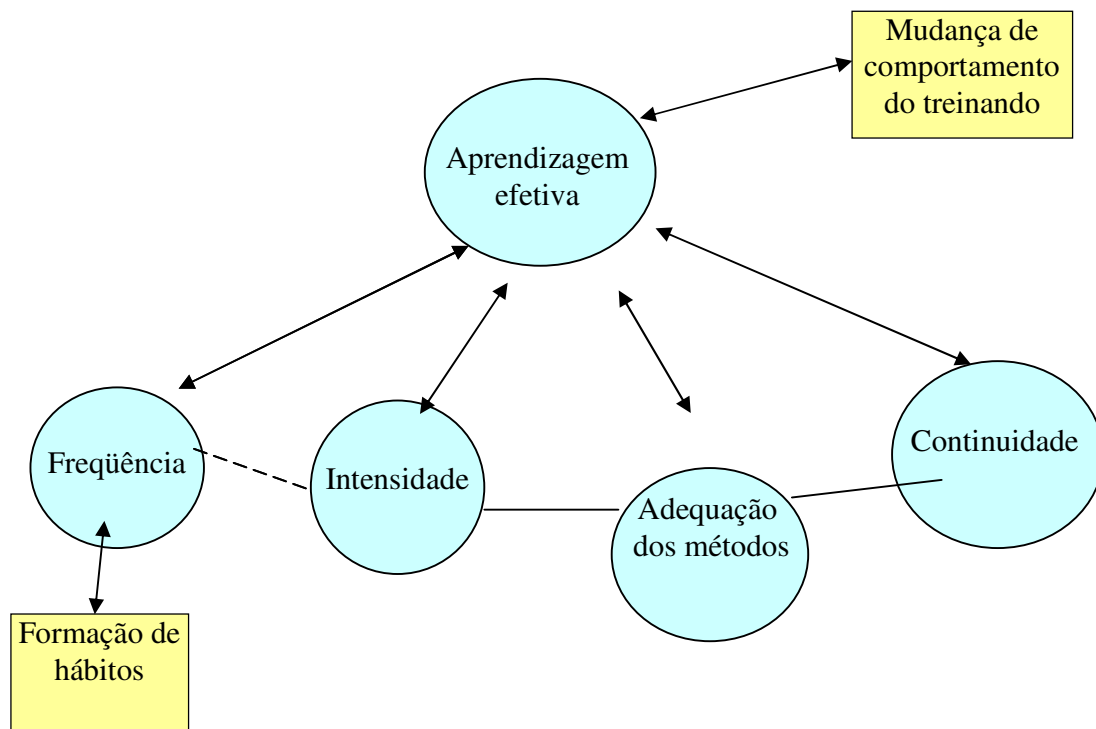 Mudança de
comportamento
do treinando
Aprendizagem
efetiva
Freqüência
Intensidade
Adequação
dos métodos
Continuidade
Formação de
hábitos